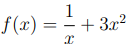 f(x) = 1/x + 3x²